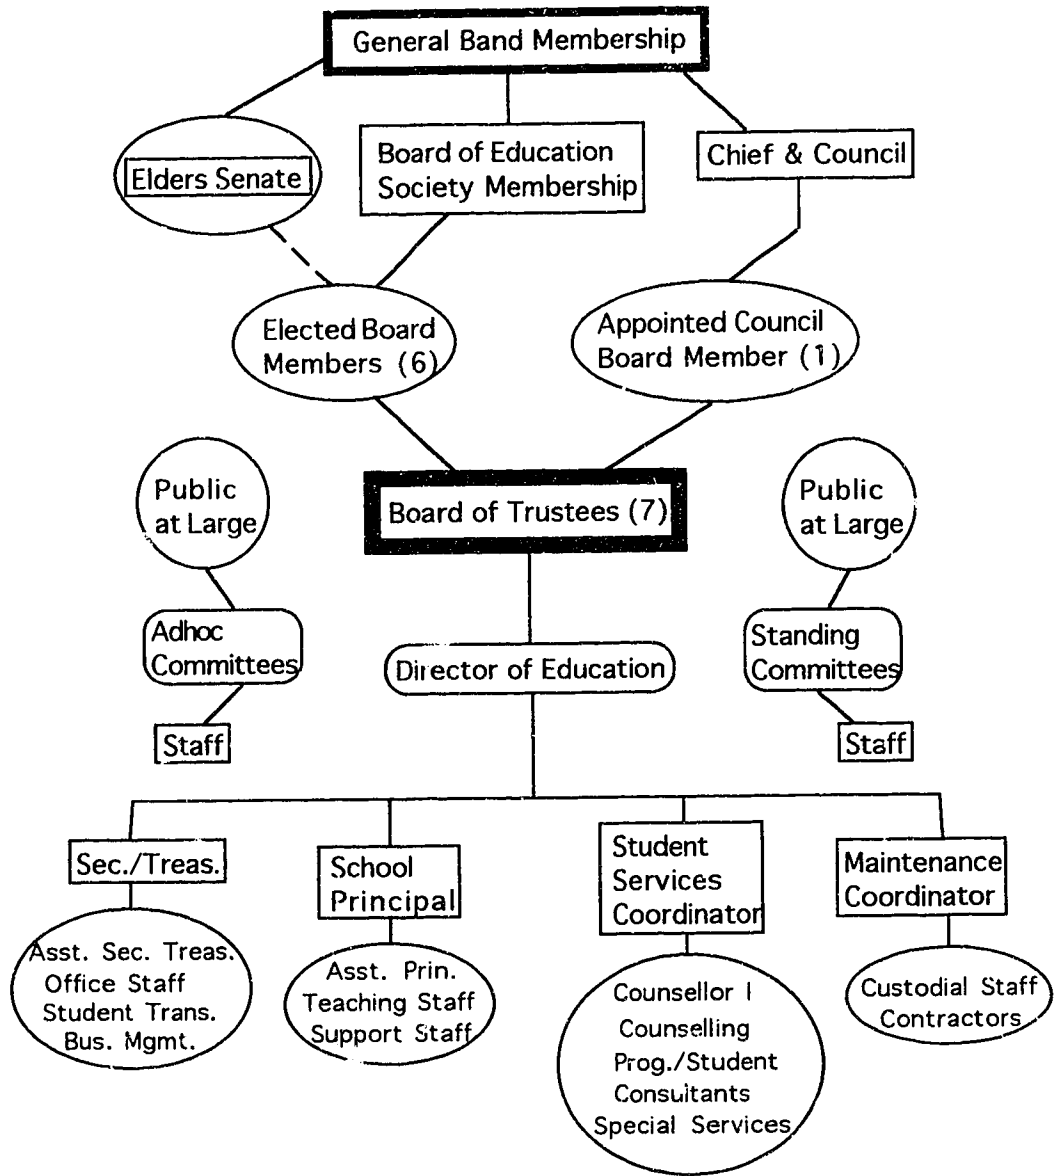 General Band Membership
Elders Senate
Board of Education
Society Membership
Chief & Council
Elected Board
Members (6)
Appointed Council
Board Member (1)
Public
at Large
Board of Trustees (7)
Public
at Large
Adhoc
Committees
Director of Education
Standing
Committees
Staff
Staff
Sec./Treas.
School
Principal
Student
Services
Coordinator
Maintenance
Coordinator
Asst. Sec. Treas.
Office Staff
Student Trans.
Bus. Mgmt.
Asst. Prin.
Teaching Staff
Support Staff
Counsellor I
Counselling
Prog./Student
Consultants
Special Services
Custodial Staff
Contractors